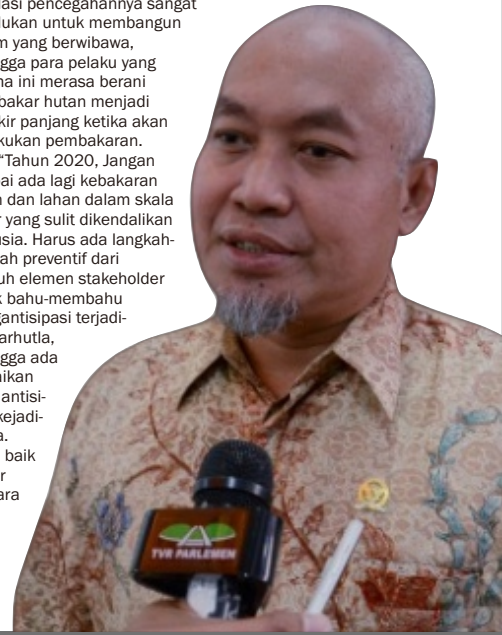 asi pencegahannya sangat
lukan untuk membangun
m yang berwibawa,
gga para pelaku yang
na ini merasa berani
bakar hutan menjadi
kir panjang ketika akan
kukan pembakaran.
“Tahun 2020, Jangan
ai ada lagi kebakaran
n dan lahan dalam skala
r yang sulit dikendalikan
usia. Harus ada langkah-
ah preventif dari
uh elemen stakeholder
k bahu-membahu
gantisipasi terjadi-
arhutla,
gga ada
aikan
antisi-
kejadi-
a.
baik
r
ara
TVR PARLEMEN